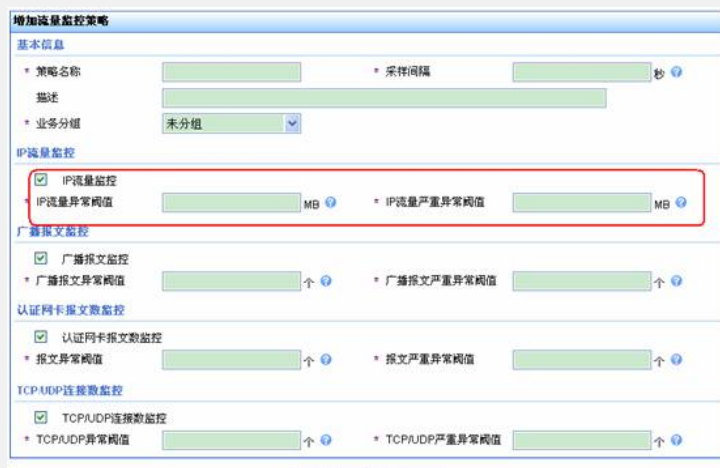 增加流量监控策略
基本信息
* 策略名称 * 采样间隔 秒
描述
* 业务分组 未分组
IP流量监控
IP流量监控
* IP流量异常阈值 MB * IP流量严重异常阈值 MB
广播报文监控
广播报文监控
* 广播报文异常阈值 个 * 广播报文严重异常阈值 个
认证网卡报文数监控
认证网卡报文数监控
* 报文异常阈值 个 * 报文严重异常阈值 个
TCP/UDP连接数监控
TCP/UDP连接数监控
* TCP/UDP异常阈值 个 * TCP/UDP严重异常阈值 个